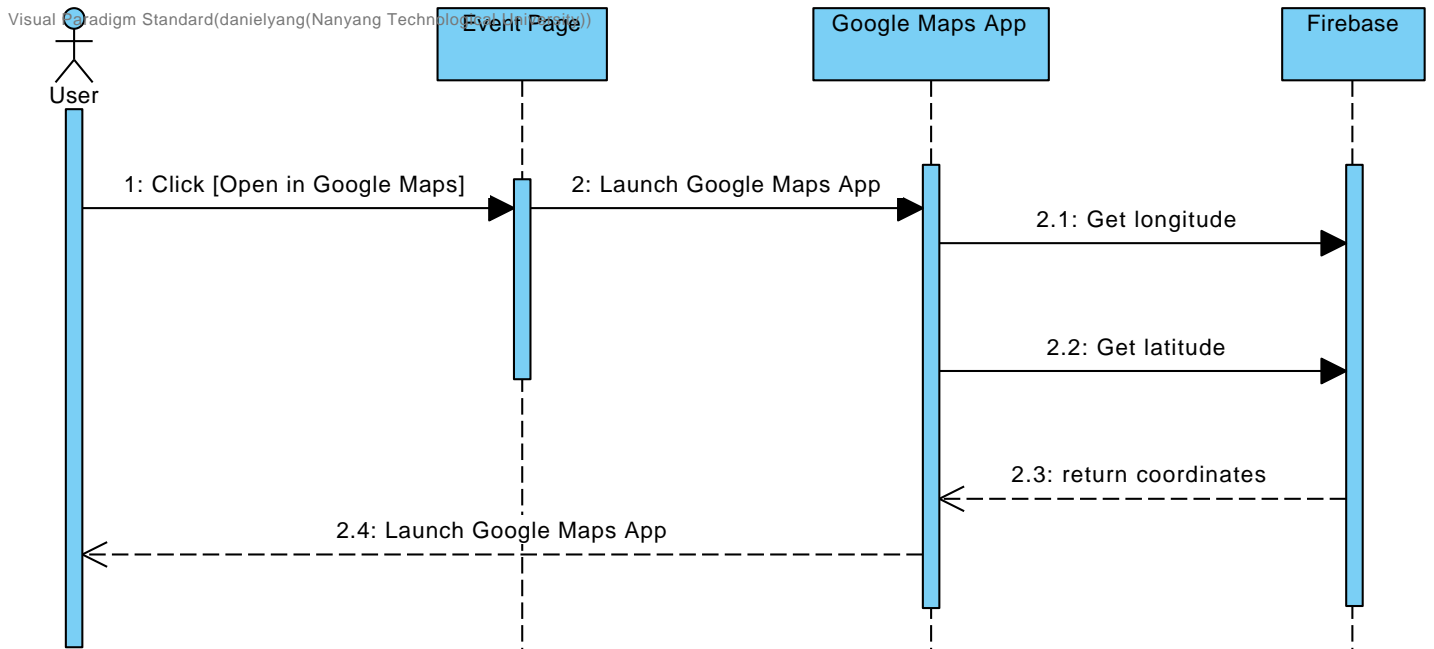 Visual Paradigm Standard(danielyang(Nanyang Technological University))
Event Page
Google Maps App
Firebase
User
1: Click [Open in Google Maps]
2: Launch Google Maps App
2.1: Get longitude
2.2: Get latitude
2.3: return coordinates
2.4: Launch Google Maps App